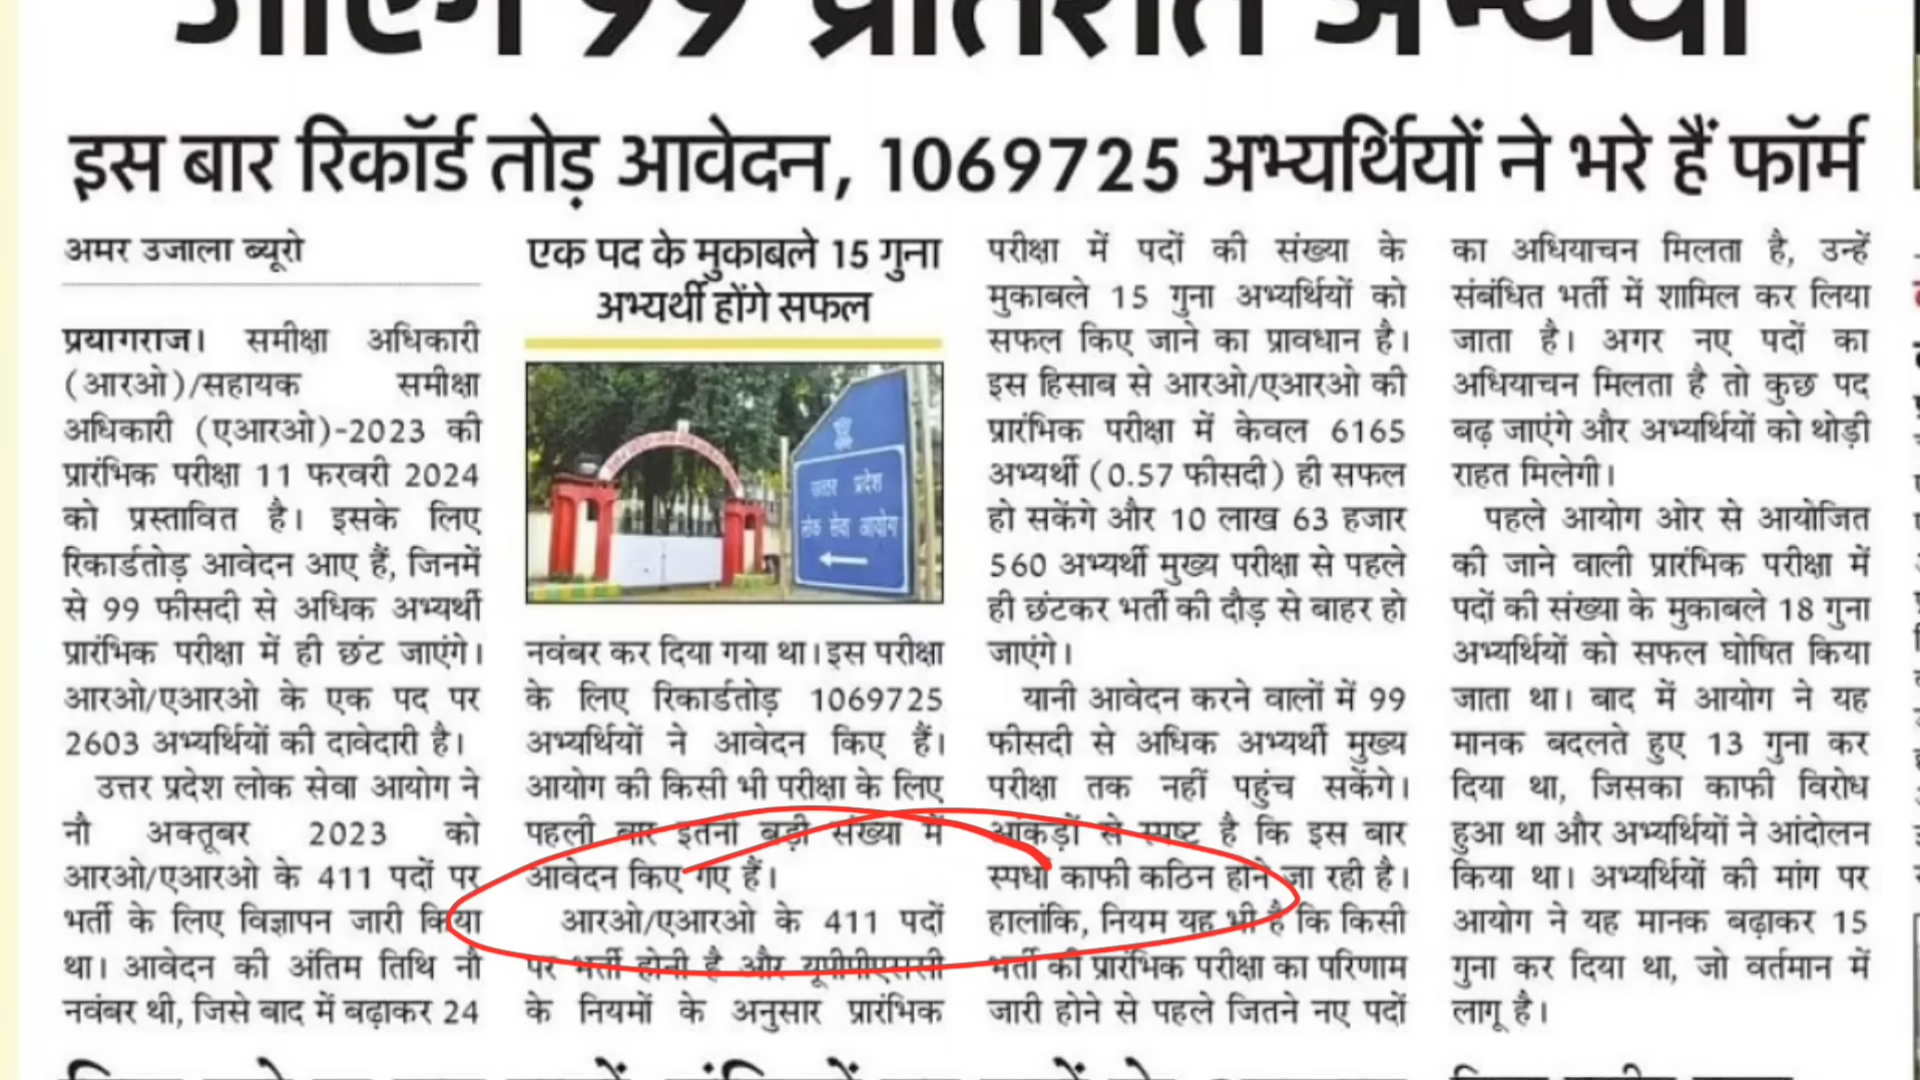 जाएंगे 99 प्रतिशत अभ्यर्थी
इस बार रिकॉर्ड तोड़ आवेदन, 1069725 अभ्यर्थियों ने भरे हैं फॉर्म
अमर उजाला ब्यूरो
प्रयागराज। समीक्षा अधिकारी
(आरओ)/सहायक समीक्षा
अधिकारी (एआरओ)-2023 की
प्रारंभिक परीक्षा 11 फरवरी 2024
को प्रस्तावित है। इसके लिए
रिकार्डतोड़ आवेदन आए हैं, जिनमें
से 99 फीसदी से अधिक अभ्यर्थी
प्रारंभिक परीक्षा में ही छंट जाएंगे।
आरओ/एआरओ के एक पद पर
2603 अभ्यर्थियों की दावेदारी है।
उत्तर प्रदेश लोक सेवा आयोग ने
नौ अक्तूबर 2023 को
आरओ/एआरओ के 411 पदों पर
भर्ती के लिए विज्ञापन जारी किया
था। आवेदन की अंतिम तिथि नौ
नवंबर थी, जिसे बाद में बढ़ाकर 24
एक पद के मुकाबले 15 गुना
अभ्यर्थी होंगे सफल
उत्तर प्रदेश
लोक सेवा आयोग
नवंबर कर दिया गया था। इस परीक्षा
के लिए रिकार्डतोड़ 1069725
अभ्यर्थियों ने आवेदन किए हैं।
आयोग की किसी भी परीक्षा के लिए
पहली बार इतनी बड़ी संख्या में
आवेदन किए गए हैं।
आरओ/एआरओ के 411 पदों
पर भर्ती होनी है और यूपीपीएससी
के नियमों के अनुसार प्रारंभिक
परीक्षा में पदों की संख्या के
मुकाबले 15 गुना अभ्यर्थियों को
सफल किए जाने का प्रावधान है।
इस हिसाब से आरओ/एआरओ की
प्रारंभिक परीक्षा में केवल 6165
अभ्यर्थी (0.57 फीसदी) ही सफल
हो सकेंगे और 10 लाख 63 हजार
560 अभ्यर्थी मुख्य परीक्षा से पहले
ही छंटकर भर्ती की दौड़ से बाहर हो
जाएंगे।
यानी आवेदन करने वालों में 99
फीसदी से अधिक अभ्यर्थी मुख्य
परीक्षा तक नहीं पहुंच सकेंगे।
आंकड़ों से स्पष्ट है कि इस बार
स्पर्धा काफी कठिन होने जा रही है।
हालांकि, नियम यह भी है कि किसी
भर्ती की प्रारंभिक परीक्षा का परिणाम
जारी होने से पहले जितने नए पदों
का अधियाचन मिलता है, उन्हें
संबंधित भर्ती में शामिल कर लिया
जाता है। अगर नए पदों का
अधियाचन मिलता है तो कुछ पद
बढ़ जाएंगे और अभ्यर्थियों को थोड़ी
राहत मिलेगी।
पहले आयोग ओर से आयोजित
की जाने वाली प्रारंभिक परीक्षा में
पदों की संख्या के मुकाबले 18 गुना
अभ्यर्थियों को सफल घोषित किया
जाता था। बाद में आयोग ने यह
मानक बदलते हुए 13 गुना कर
दिया था, जिसका काफी विरोध
हुआ था और अभ्यर्थियों ने आंदोलन
किया था। अभ्यर्थियों की मांग पर
आयोग ने यह मानक बढ़ाकर 15
गुना कर दिया था, जो वर्तमान में
लागू है।